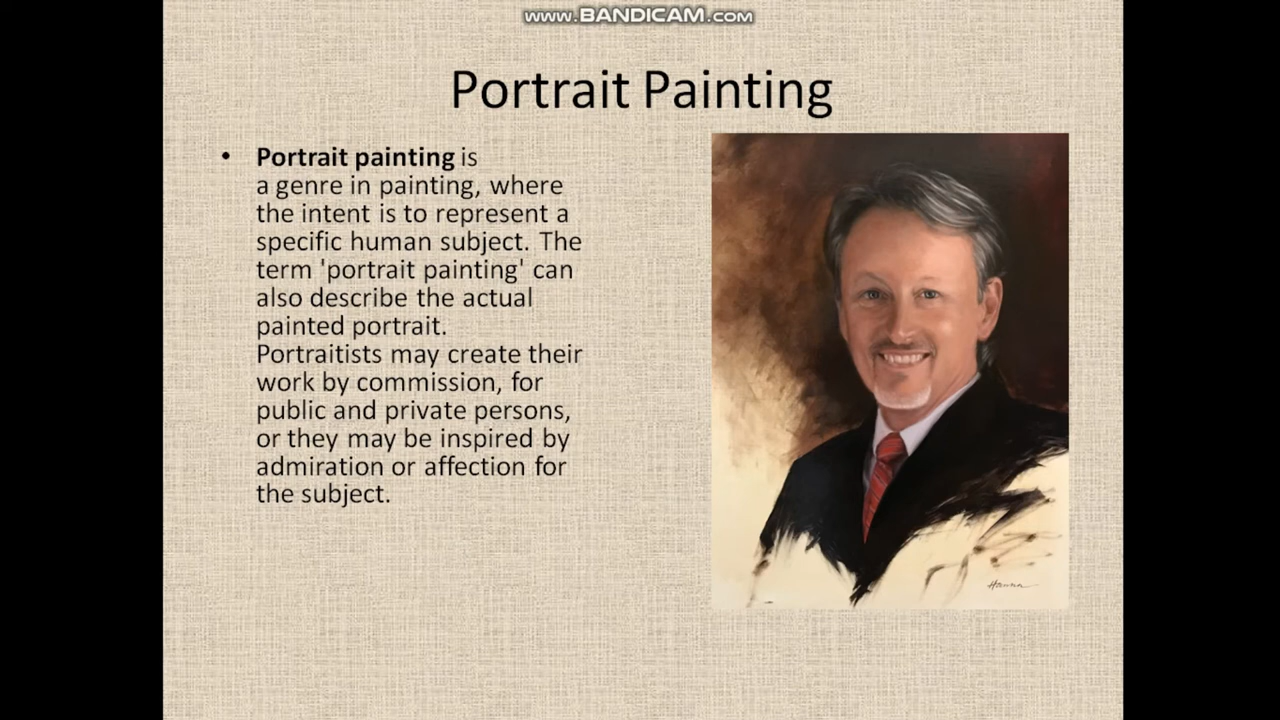 www.BANDICAM.com
Portrait Painting
• Portrait painting is
a genre in painting, where
the intent is to represent a
specific human subject. The
term 'portrait painting' can
also describe the actual
painted portrait.
Portraitists may create their
work by commission, for
public and private persons,
or they may be inspired by
admiration or affection for
the subject.